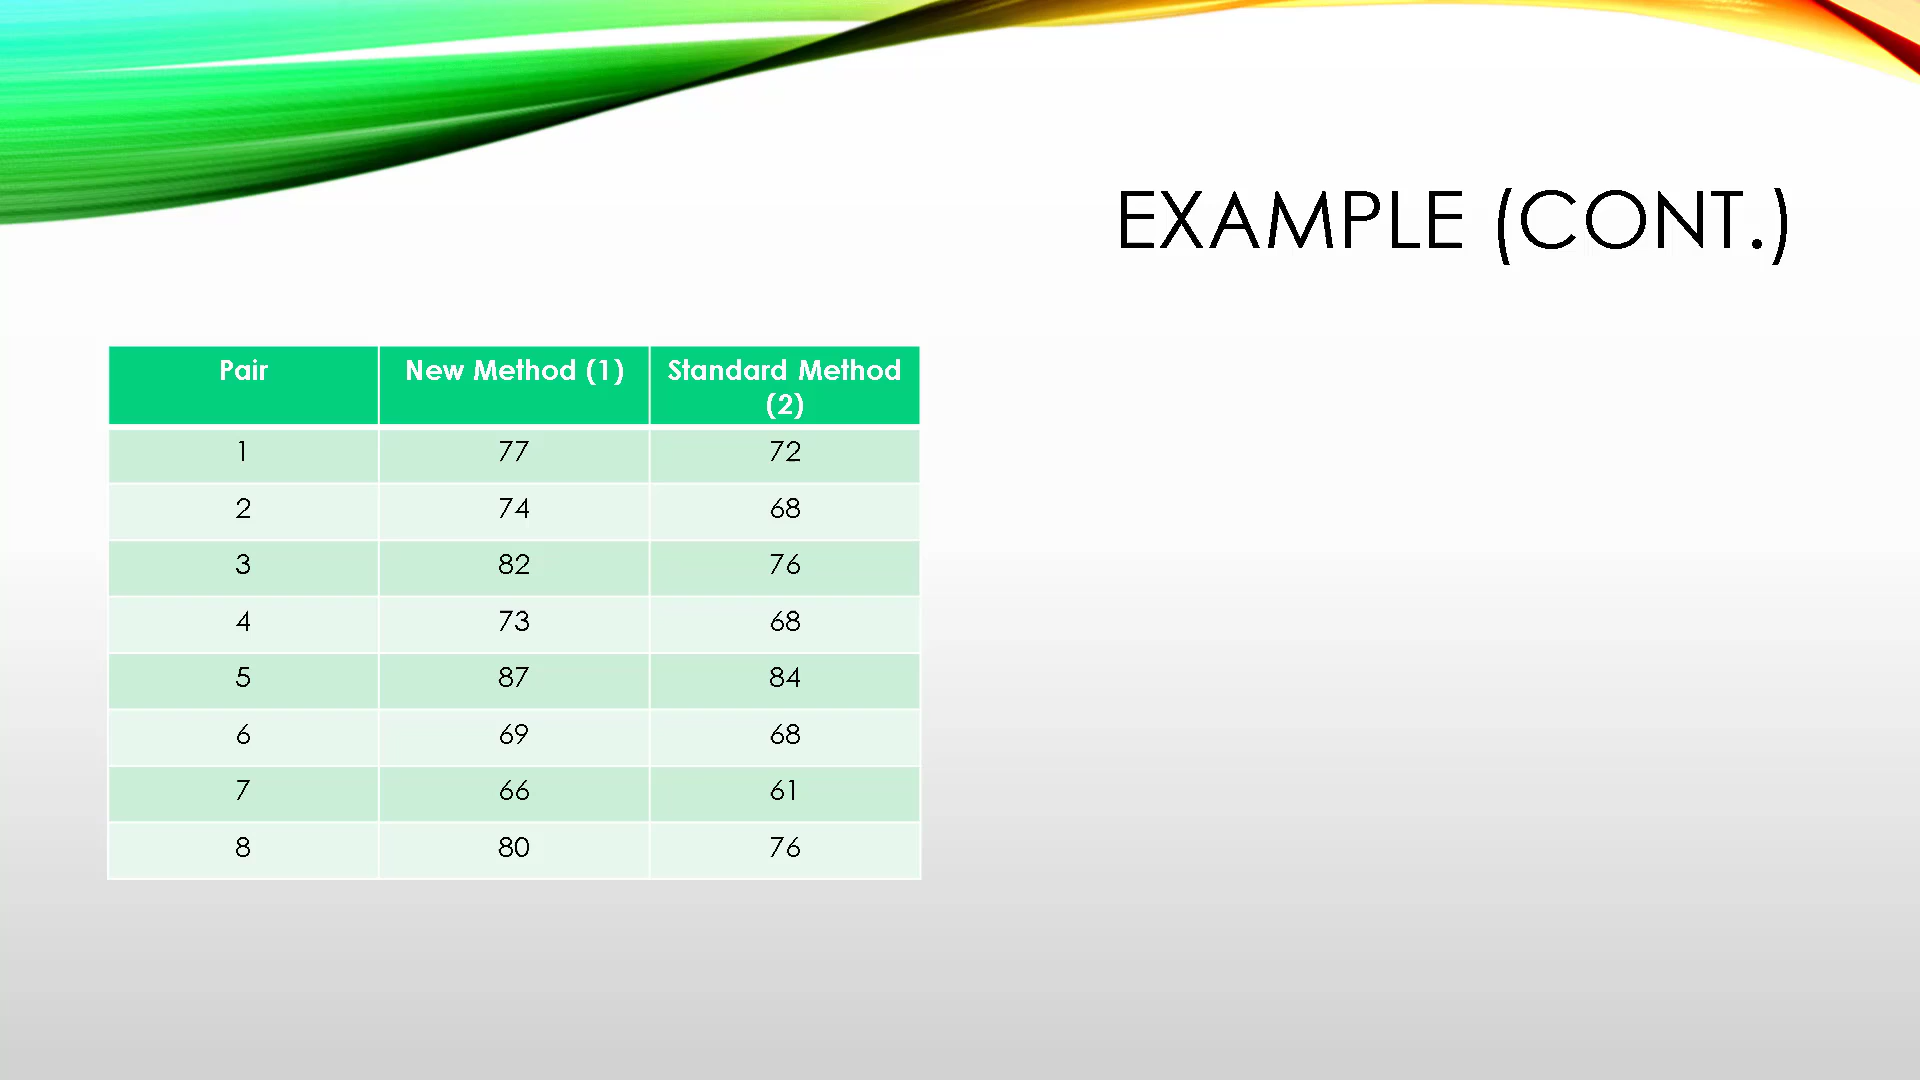 EXAMPLE (CONT.)
Pair New Method (1) Standard Method
(2)
1 77 72
2 74 68
3 82 76
4 73 68
5 87 84
6 69 68
7 66 61
8 80 76